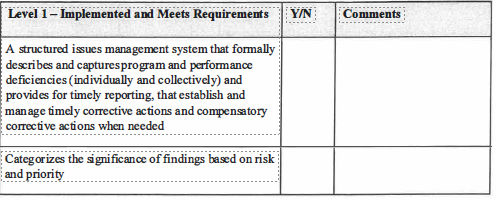 Level 1 – Implemented and Meets Requirements Y/N Comments
A structured issues management system that formally
describes and captures program and performance
deficiencies (individually and collectively) and
provides for timely reporting, that establish and
manage timely corrective actions and compensatory
corrective actions when needed
Categorizes the significance of findings based on risk
and priority